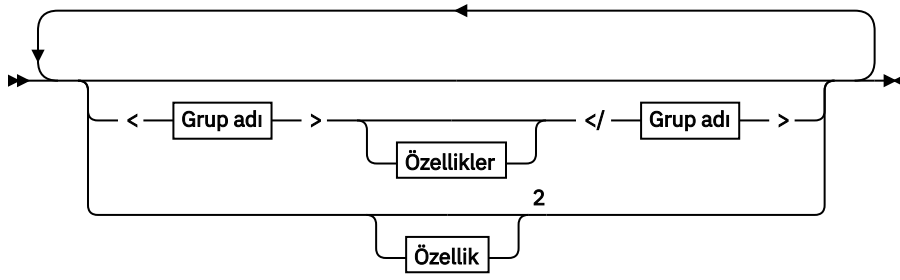 < Grup adı > </ Grup adı >
Özellikler
2
Özellik